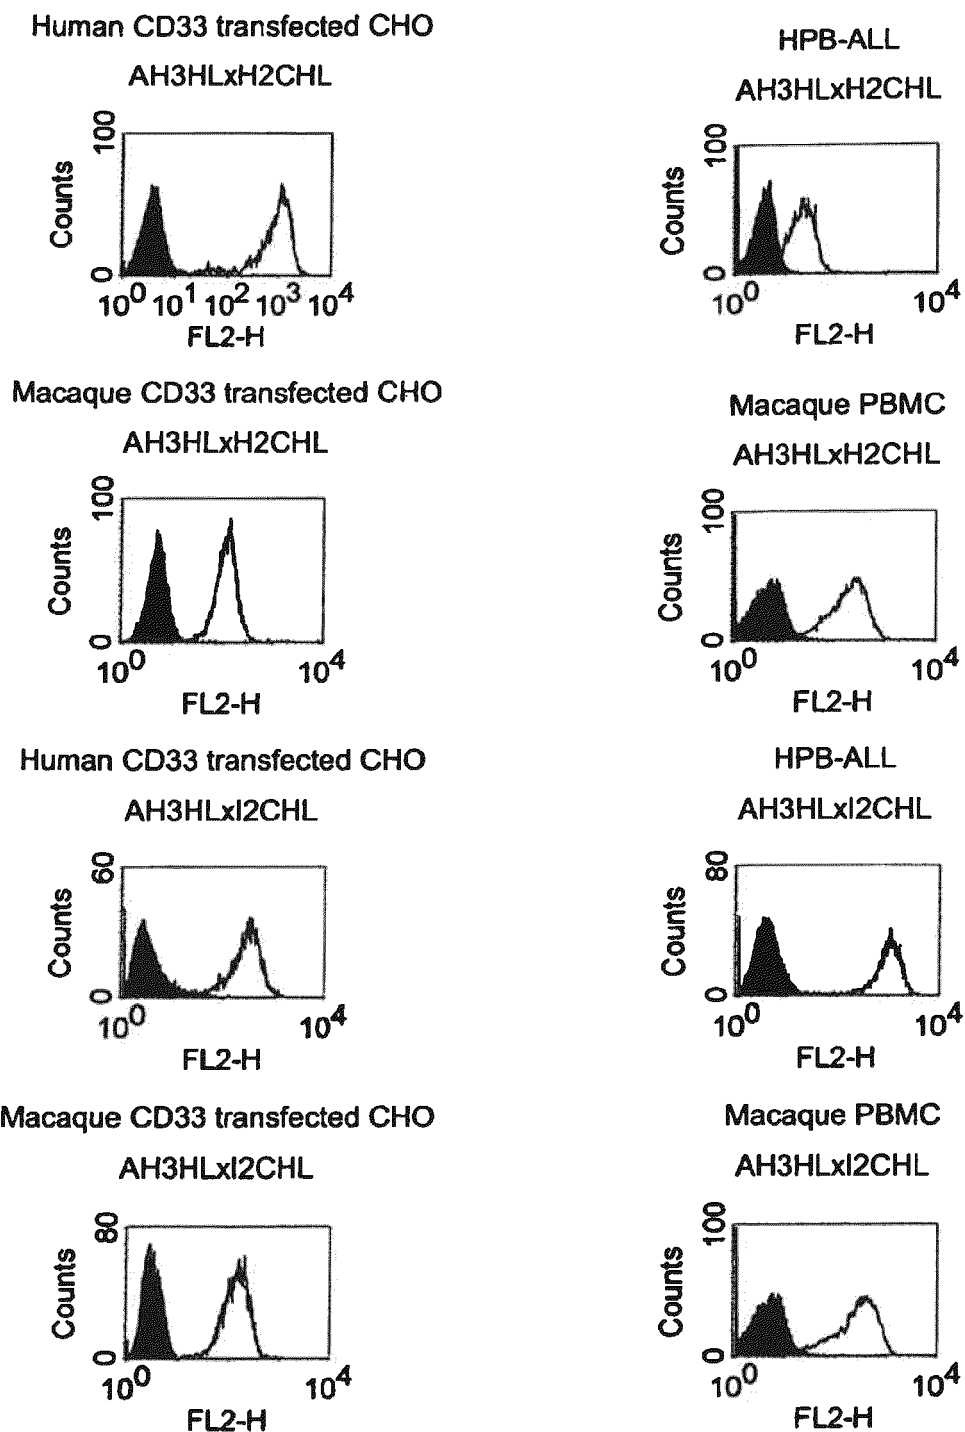 Human CD33 transfected CHO
AH3HLxH2CHL
100
Counts
0
10^0 10^1 10^2 10^3 10^4
FL2-H
HPB-ALL
AH3HLxH2CHL
100
Counts
0
10^0 10^4
FL2-H
Macaque CD33 transfected CHO
AH3HLxH2CHL
100
Counts
0
10^0 10^4
FL2-H
Macaque PBMC
AH3HLxH2CHL
100
Counts
0
10^0 10^4
FL2-H
Human CD33 transfected CHO
AH3HLxI2CHL
60
Counts
0
10^0 10^4
FL2-H
HPB-ALL
AH3HLxI2CHL
80
Counts
0
10^0 10^4
FL2-H
Macaque CD33 transfected CHO
AH3HLxI2CHL
80
Counts
0
10^0 10^4
FL2-H
Macaque PBMC
AH3HLxI2CHL
100
Counts
0
10^0 10^4
FL2-H